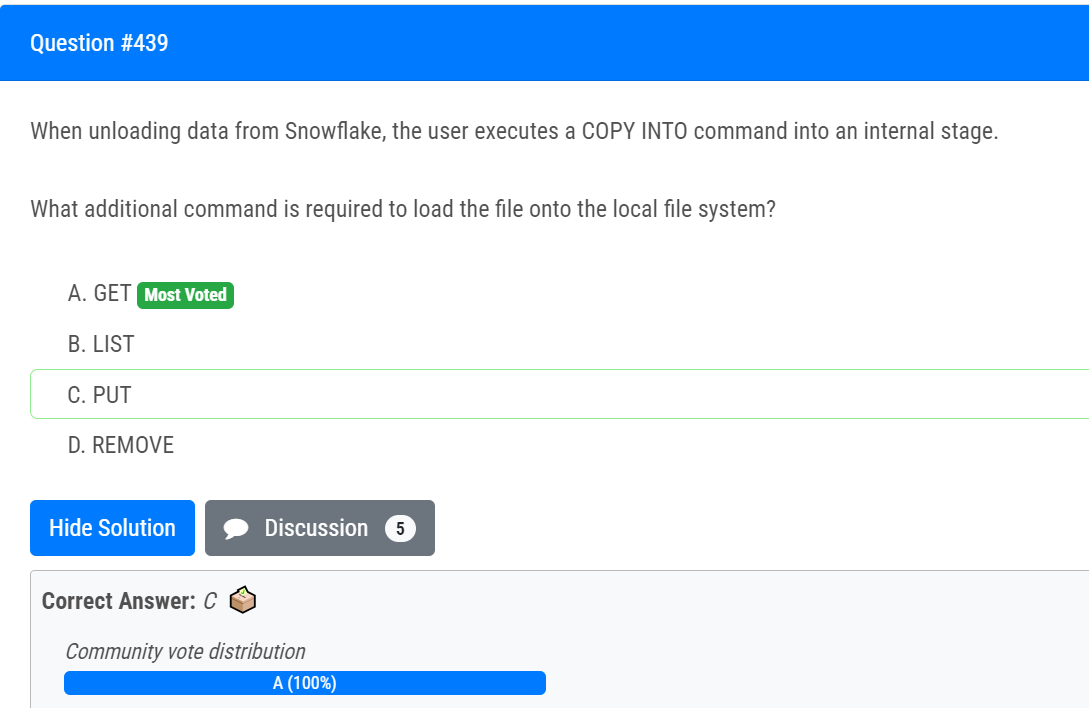 Question #439
When unloading data from Snowflake, the user executes a COPY INTO command into an internal stage.
What additional command is required to load the file onto the local file system?
A. GET Most Voted
B. LIST
C. PUT
D. REMOVE
Hide Solution Discussion 5
Correct Answer: C
Community vote distribution
A (100%)